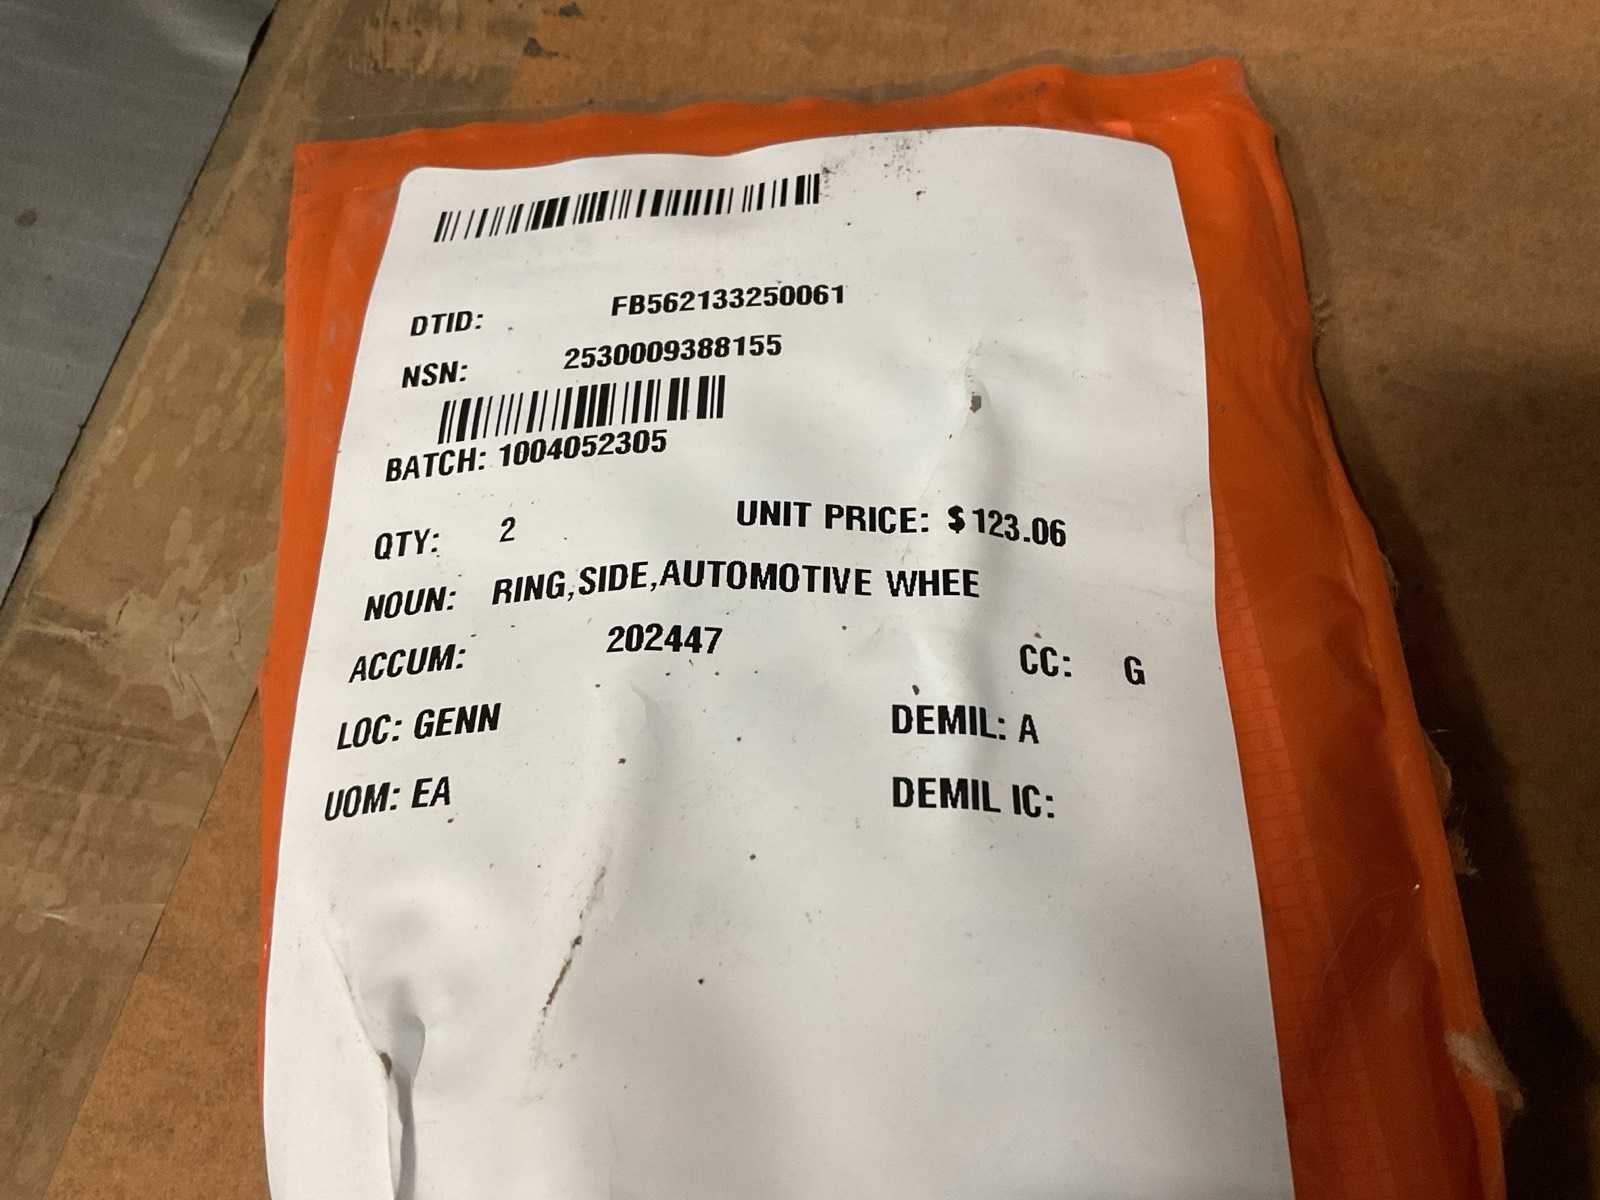 DTID: FB562133250061
NSN: 2530009388155
BATCH: 1004052305
QTY: 2 UNIT PRICE: $123.06
NOUN: RING,SIDE,AUTOMOTIVE WHEE
ACCUM: 202447 CC: G
LOC: GENN DEMIL: A
UOM: EA DEMIL IC: